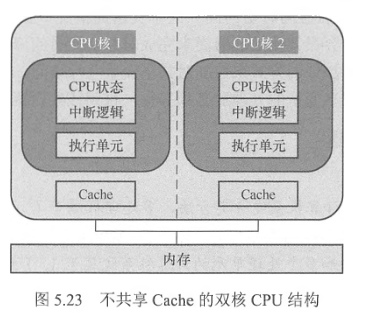 CPU核 1 CPU核 2
CPU状态 CPU状态
中断逻辑 中断逻辑
执行单元 执行单元
Cache Cache
内存
图 5.23 不共享 Cache 的双核 CPU 结构